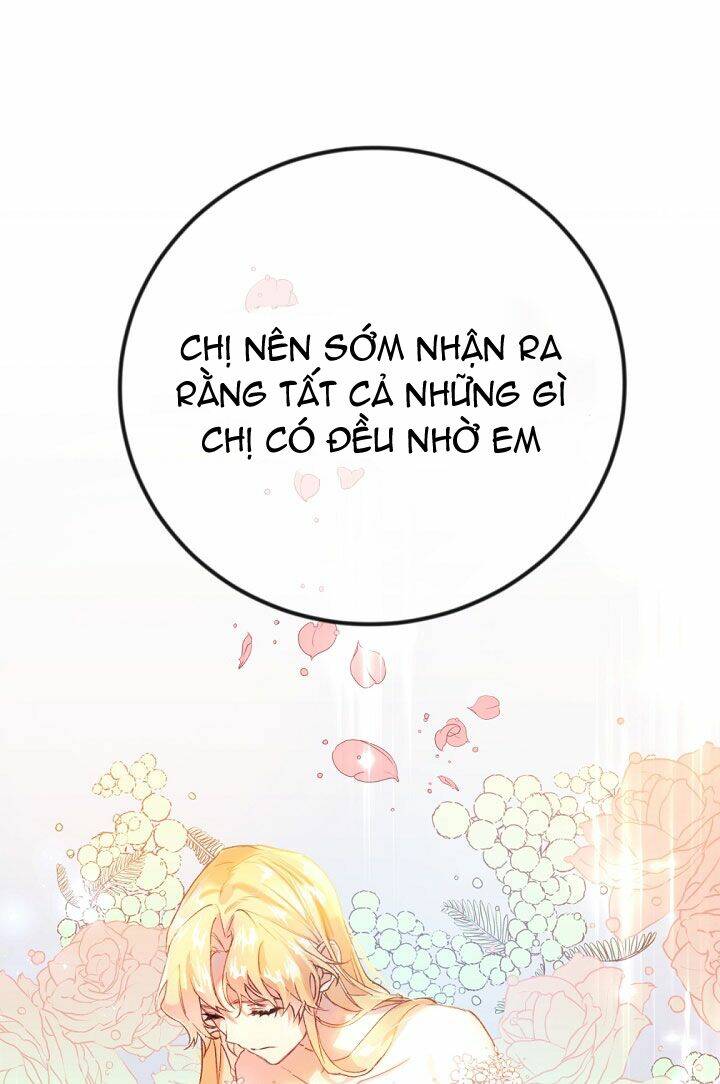 CHỊ NÊN SỚM NHẬN RA
RẰNG TẤT CẢ NHỮNG GÌ
CHỊ CÓ ĐỀU NHỜ EM